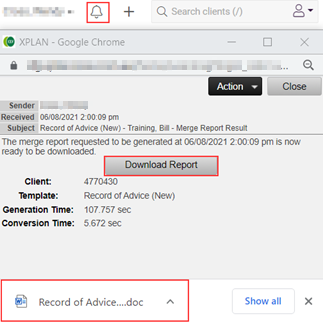 Search clients (/)
XPLAN - Google Chrome
Action
Close
Sender
Received 06/08/2021 2:00:09 pm
Subject Record of Advice (New) - Training, Bill - Merge Report Result
The merge report requested to be generated at 06/08/2021 2:00:09 PM is now
ready to be downloaded.
Download Report
Client: 4770430
Template: Record of Advice (New)
Generation Time: 107.757 sec
Conversion Time: 5.672 sec
Record of Advice....doc
Show all